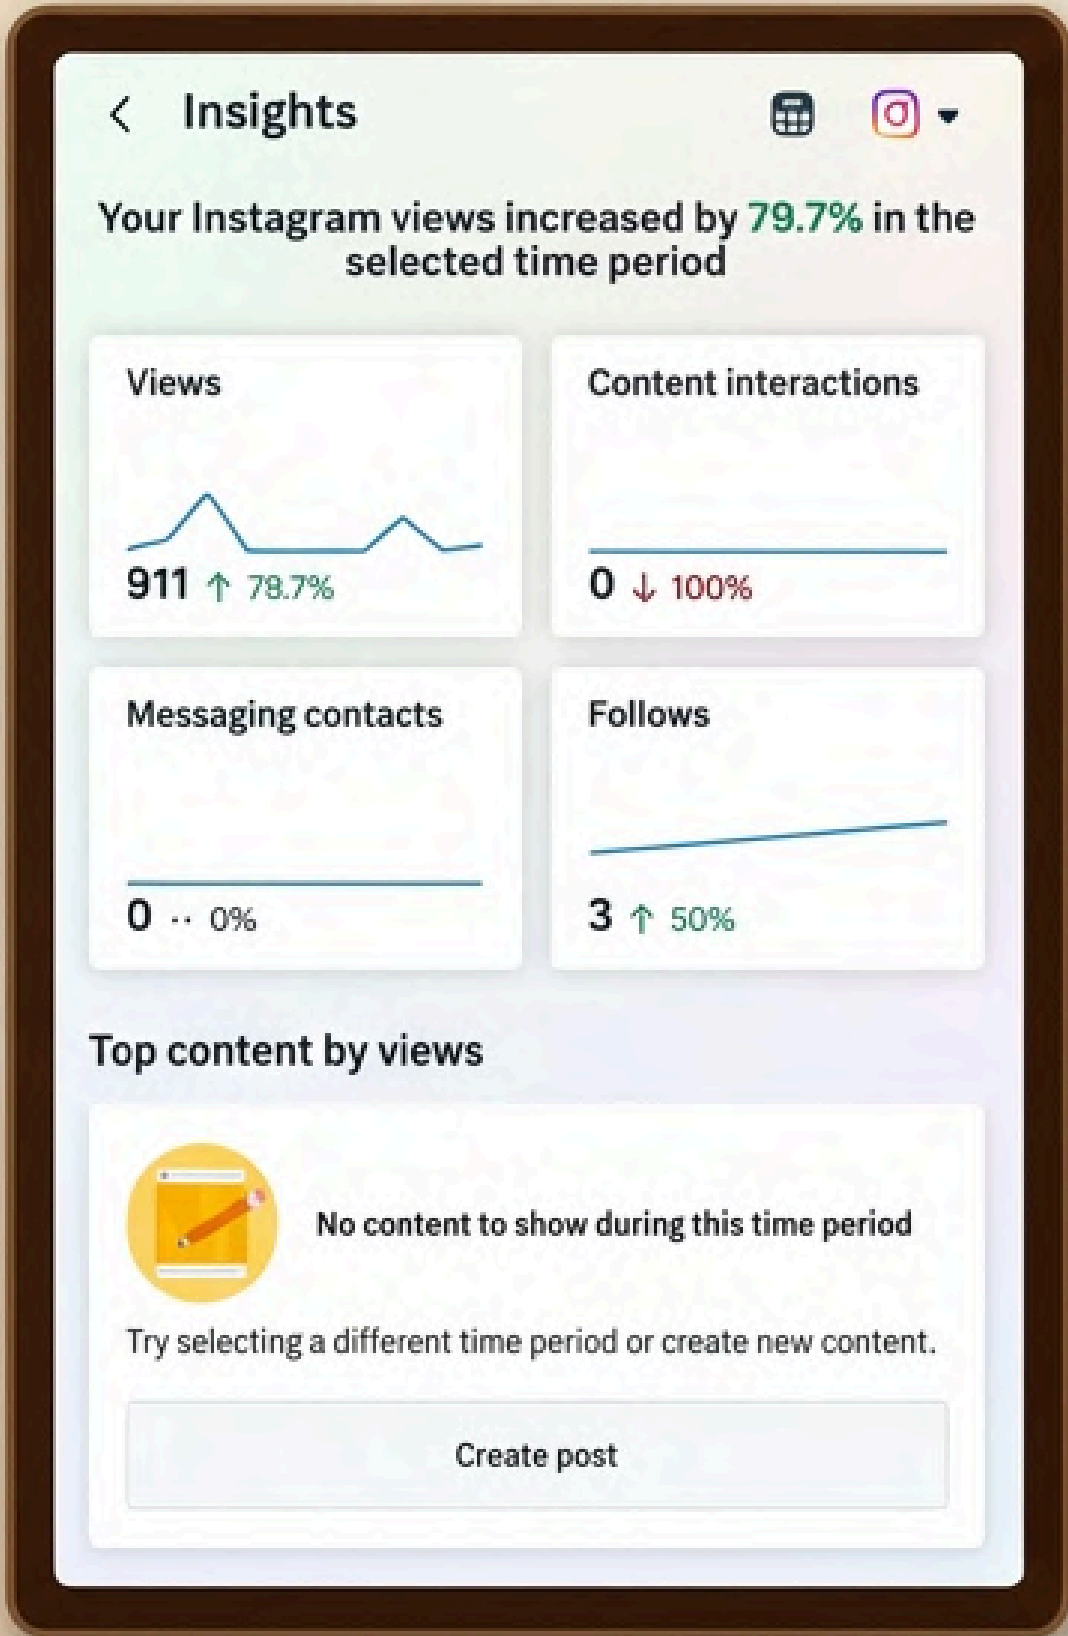 Insights
Your Instagram views increased by 79.7% in the
selected time period
Views
911 ↑ 79.7%
Content interactions
0 ↓ 100%
Messaging contacts
0 ·· 0%
Follows
3 ↑ 50%
Top content by views
No content to show during this time period
Try selecting a different time period or create new content.
Create post